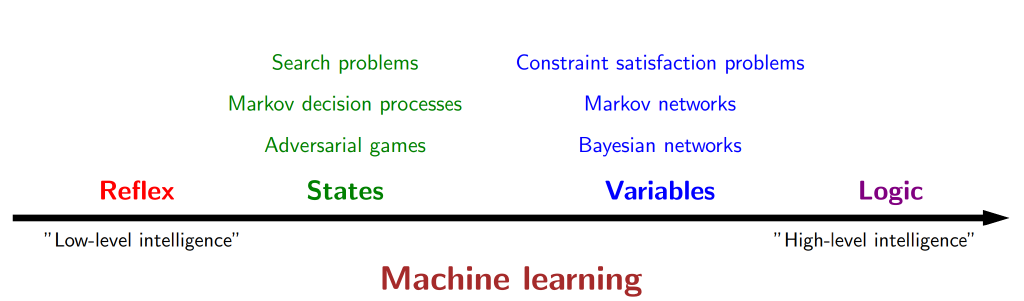 Search problems
Constraint satisfaction problems
Markov decision processes
Markov networks
Adversarial games
Bayesian networks
Reflex
States
Variables
Logic
"Low-level intelligence"
"High-level intelligence"
Machine learning